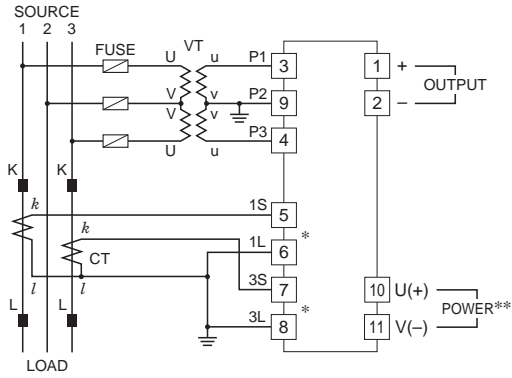 SOURCE
1 2 3
FUSE
VT
U u P1 3
V v P2 9
V v
U u P3 4
1 +
2 –
OUTPUT
K K
k 1S 5
k 1L 6 *
CT 3S 7
l l 3L 8 *
L L
10 U(+)
11 V(–)
POWER**
LOAD